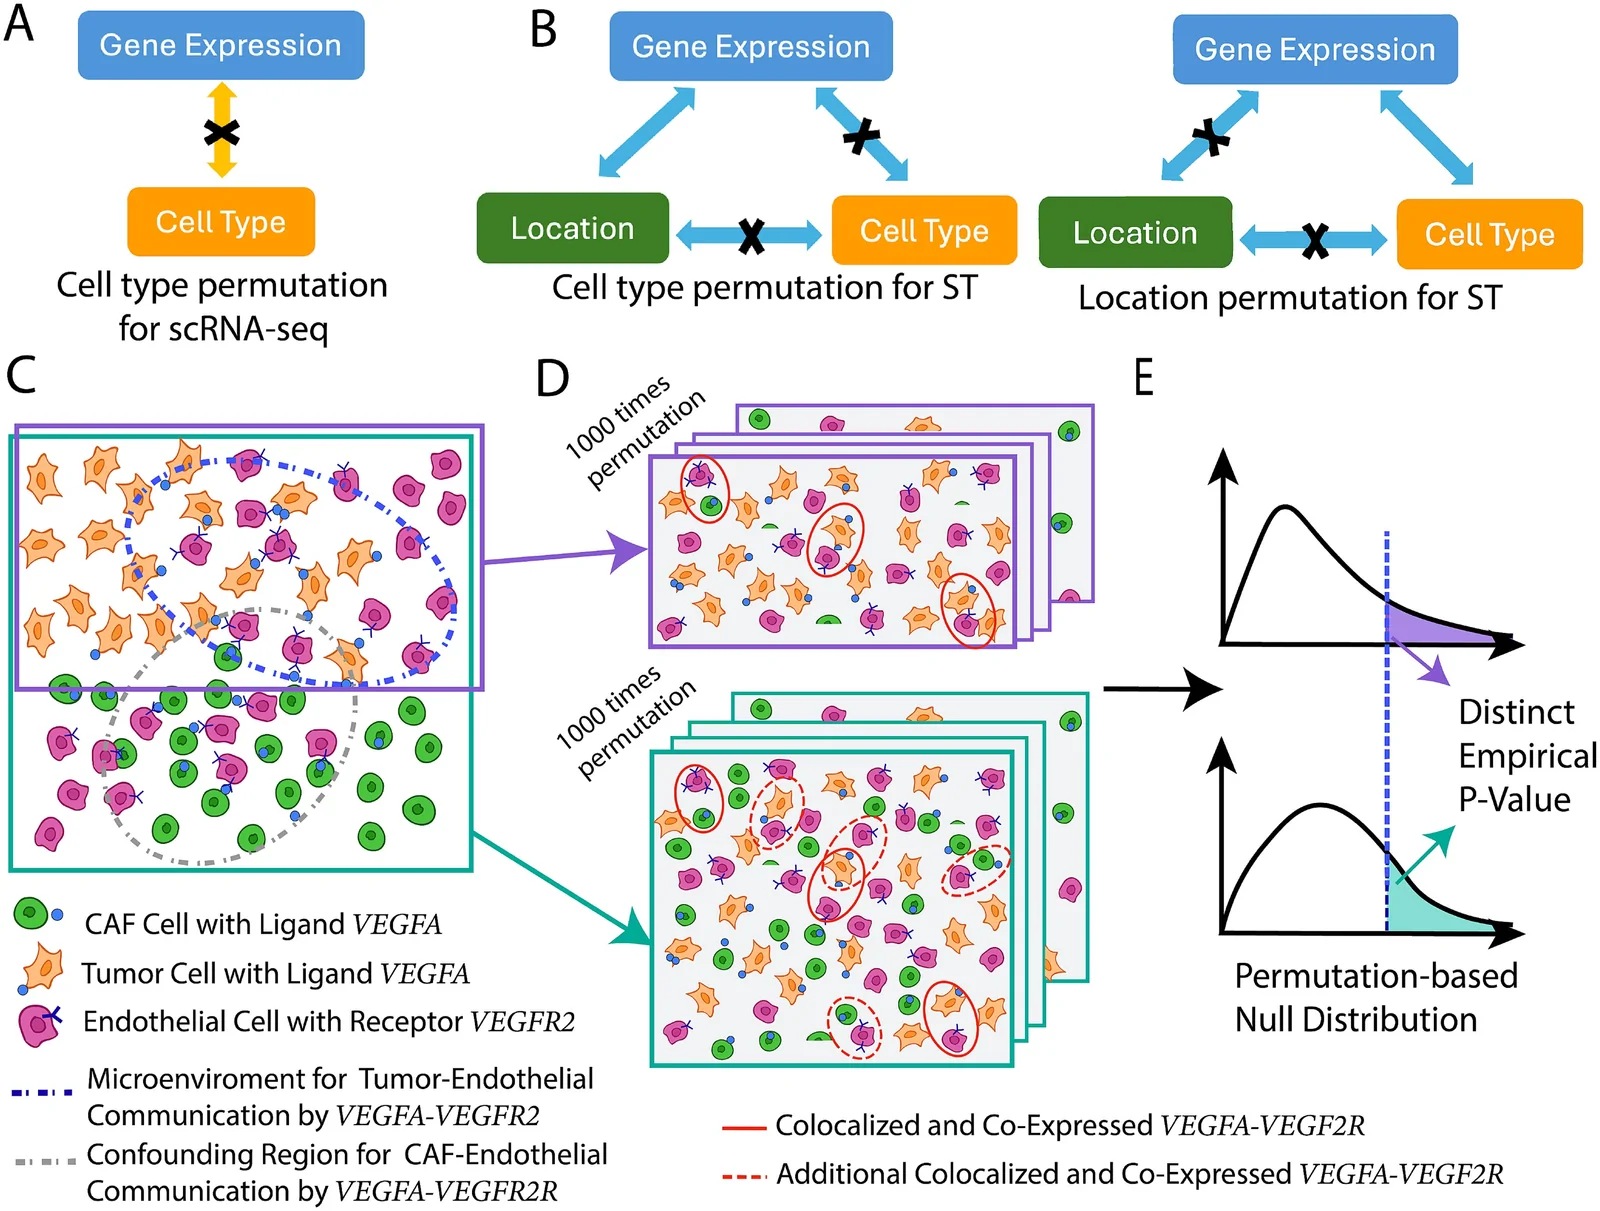 A
Gene Expression
Cell Type
Cell type permutation
for scRNA-seq
B
Gene Expression
Location
Cell Type
Cell type permutation for ST
Gene Expression
Location
Cell Type
Location permutation for ST
C
CAF Cell with Ligand VEGFA
Tumor Cell with Ligand VEGFA
Endothelial Cell with Receptor VEGFR2
Microenviroment for Tumor-Endothelial
Communication by VEGFA-VEGFR2
Confounding Region for CAF-Endothelial
Communication by VEGFA-VEGFR2R
D
1000 times
permutation
1000 times
permutation
Colocalized and Co-Expressed VEGFA-VEGF2R
Additional Colocalized and Co-Expressed VEGFA-VEGF2R
E
Distinct
Empirical
P-Value
Permutation-based
Null Distribution